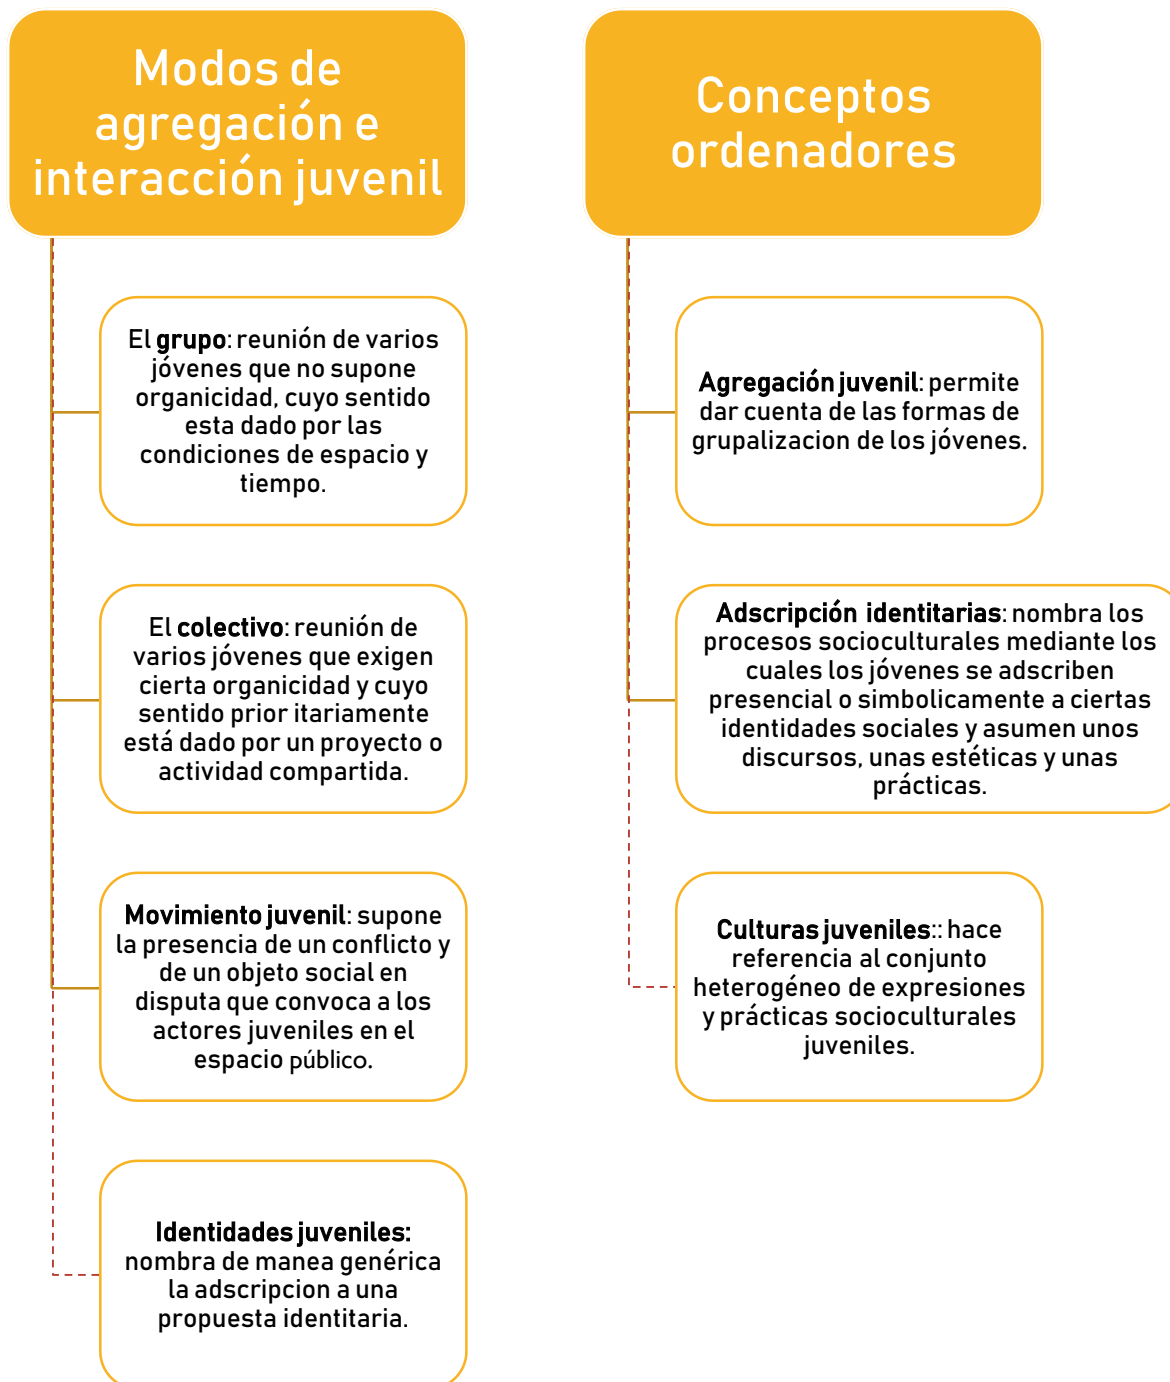 Modos de
agregación e
interacción juvenil
El grupo: reunión de varios
jóvenes que no supone
organicidad, cuyo sentido
esta dado por las
condiciones de espacio y
tiempo.
El colectivo: reunión de
varios jóvenes que exigen
cierta organicidad y cuyo
sentido prior itariamente
está dado por un proyecto o
actividad compartida.
Movimiento juvenil: supone
la presencia de un conflicto y
de un objeto social en
disputa que convoca a los
actores juveniles en el
espacio público.
Identidades juveniles:
nombra de manea genérica
la adscripcion a una
propuesta identitaria.
Conceptos
ordenadores
Agregación juvenil: permite
dar cuenta de las formas de
grupalizacion de los jóvenes.
Adscripción identitarias: nombra los
procesos socioculturales mediante los
cuales los jóvenes se adscriben
presencial o simbolicamente a ciertas
identidades sociales y asumen unos
discursos, unas estéticas y unas
prácticas.
Culturas juveniles:: hace
referencia al conjunto
heterogéneo de expresiones
y prácticas socioculturales
juveniles.